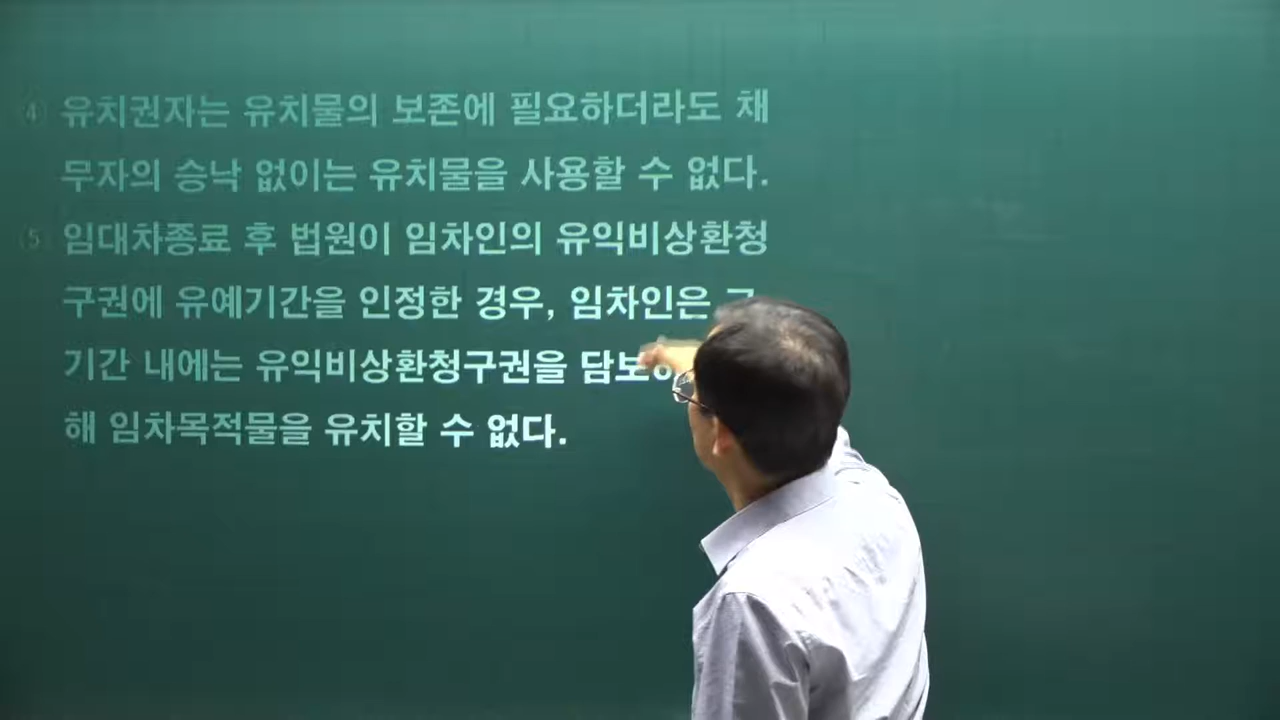 ④ 유치권자는 유치물의 보존에 필요하더라도 채
무자의 승낙 없이는 유치물을 사용할 수 없다.
⑤ 임대차종료 후 법원이 임차인의 유익비상환청
구권에 유예기간을 인정한 경우, 임차인은
기간 내에는 유익비상환청구권을
해 임차목적물을 유치할 수 없다.